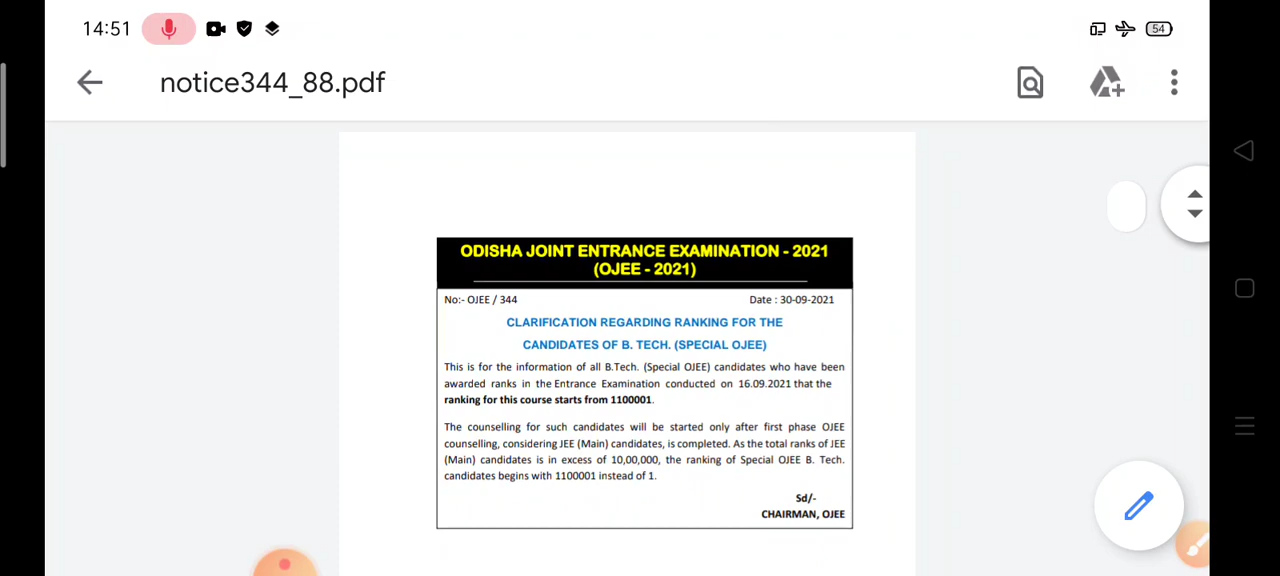 14:51
54
notice344_88.pdf
ODISHA JOINT ENTRANCE EXAMINATION - 2021
(OJEE - 2021)
No:- OJEE / 344 Date : 30-09-2021
CLARIFICATION REGARDING RANKING FOR THE
CANDIDATES OF B. TECH. (SPECIAL OJEE)
This is for the information of all B.Tech. (Special OJEE) candidates who have been
awarded ranks in the Entrance Examination conducted on 16.09.2021 that the
ranking for this course starts from 1100001.
The counselling for such candidates will be started only after first phase OJEE
counselling, considering JEE (Main) candidates, is completed. As the total ranks of JEE
(Main) candidates is in excess of 10,00,000, the ranking of Special OJEE B. Tech.
candidates begins with 1100001 instead of 1.
Sd/-
CHAIRMAN, OJEE